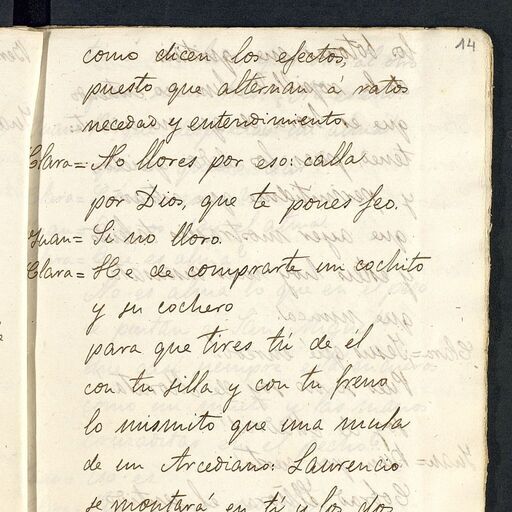 14
como dicen los efectos,
puesto que alternan á ratos
necedad y entendimiento.
Clara=. No llores por eso: calla
por Dios, que te pones feo.
Juan= Si no lloro.
Clara= He de comprarte un cochito
y su cochero
para que tires tú de él
con tu silla y con tu freno
lo mismito que una mula
de un Arcediano: Laurencio
se montará en tí y los dos